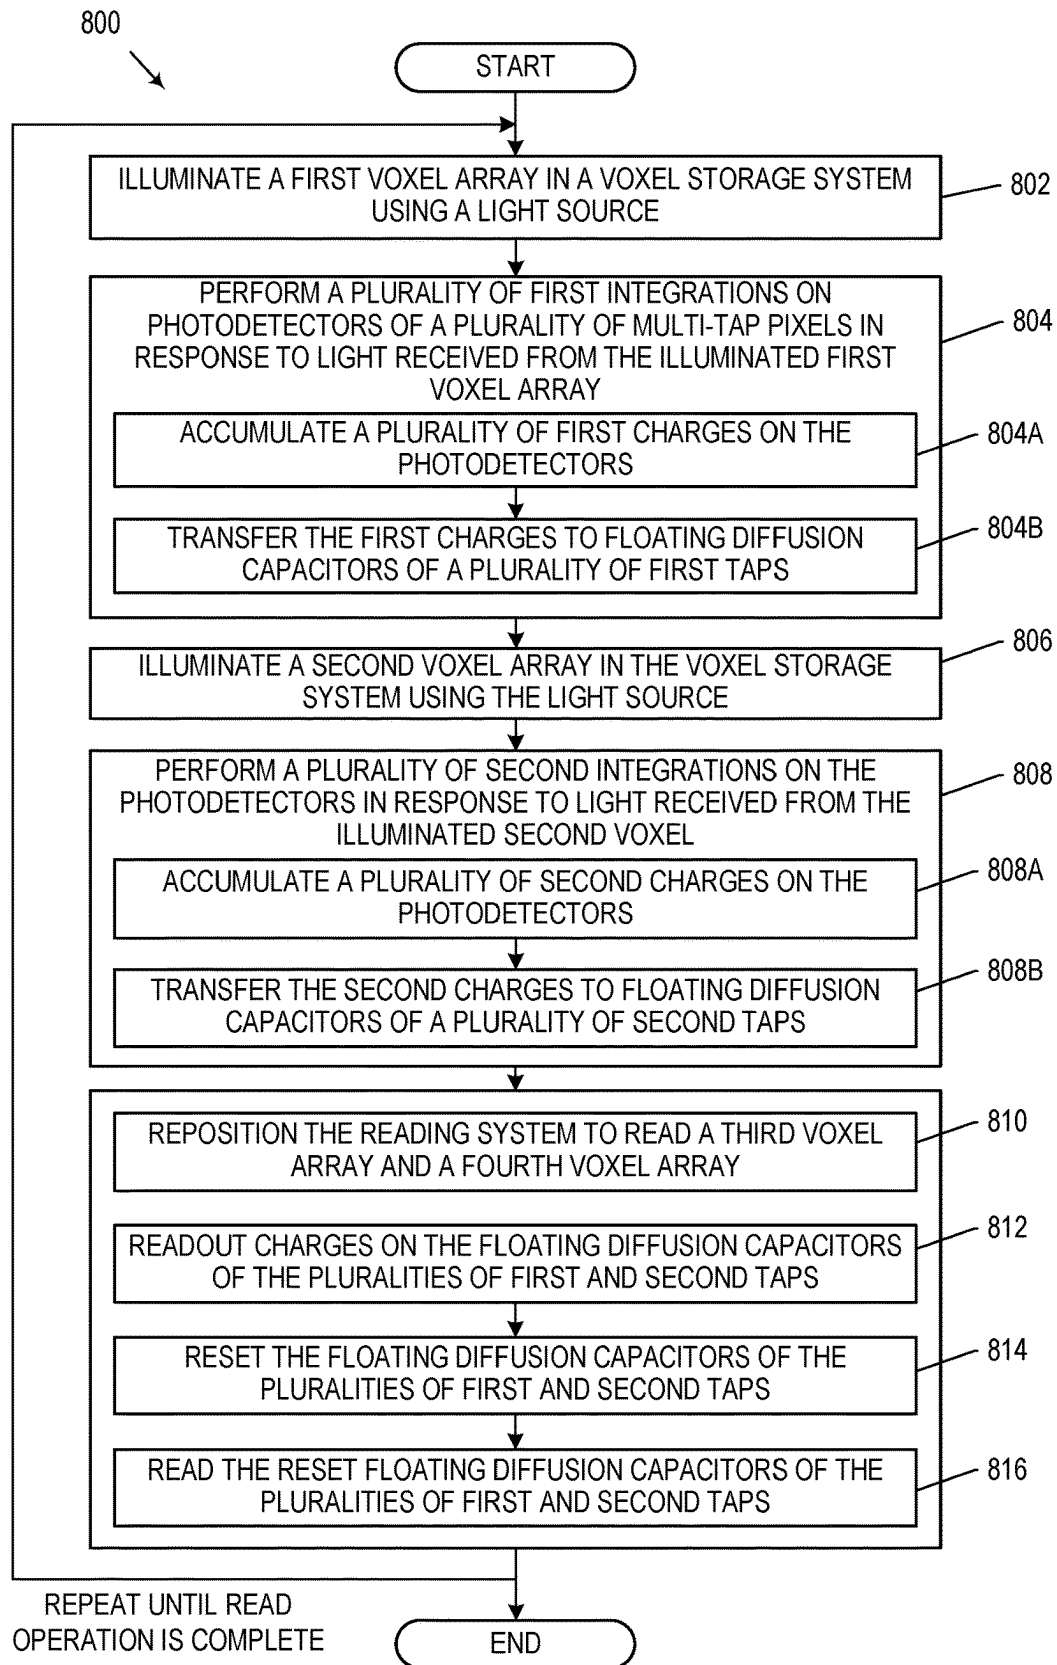 800
START
ILLUMINATE A FIRST VOXEL ARRAY IN A VOXEL STORAGE SYSTEM
USING A LIGHT SOURCE
802
PERFORM A PLURALITY OF FIRST INTEGRATIONS ON
PHOTODETECTORS OF A PLURALITY OF MULTI-TAP PIXELS IN
RESPONSE TO LIGHT RECEIVED FROM THE ILLUMINATED FIRST
VOXEL ARRAY
804
ACCUMULATE A PLURALITY OF FIRST CHARGES ON THE
PHOTODETECTORS
804A
TRANSFER THE FIRST CHARGES TO FLOATING DIFFUSION
CAPACITORS OF A PLURALITY OF FIRST TAPS
804B
ILLUMINATE A SECOND VOXEL ARRAY IN THE VOXEL STORAGE
SYSTEM USING THE LIGHT SOURCE
806
PERFORM A PLURALITY OF SECOND INTEGRATIONS ON THE
PHOTODETECTORS IN RESPONSE TO LIGHT RECEIVED FROM THE
ILLUMINATED SECOND VOXEL
808
ACCUMULATE A PLURALITY OF SECOND CHARGES ON THE
PHOTODETECTORS
808A
TRANSFER THE SECOND CHARGES TO FLOATING DIFFUSION
CAPACITORS OF A PLURALITY OF SECOND TAPS
808B
REPOSITION THE READING SYSTEM TO READ A THIRD VOXEL
ARRAY AND A FOURTH VOXEL ARRAY
810
READOUT CHARGES ON THE FLOATING DIFFUSION CAPACITORS
OF THE PLURALITIES OF FIRST AND SECOND TAPS
812
RESET THE FLOATING DIFFUSION CAPACITORS OF THE
PLURALITIES OF FIRST AND SECOND TAPS
814
READ THE RESET FLOATING DIFFUSION CAPACITORS OF THE
PLURALITIES OF FIRST AND SECOND TAPS
816
REPEAT UNTIL READ
OPERATION IS COMPLETE
END